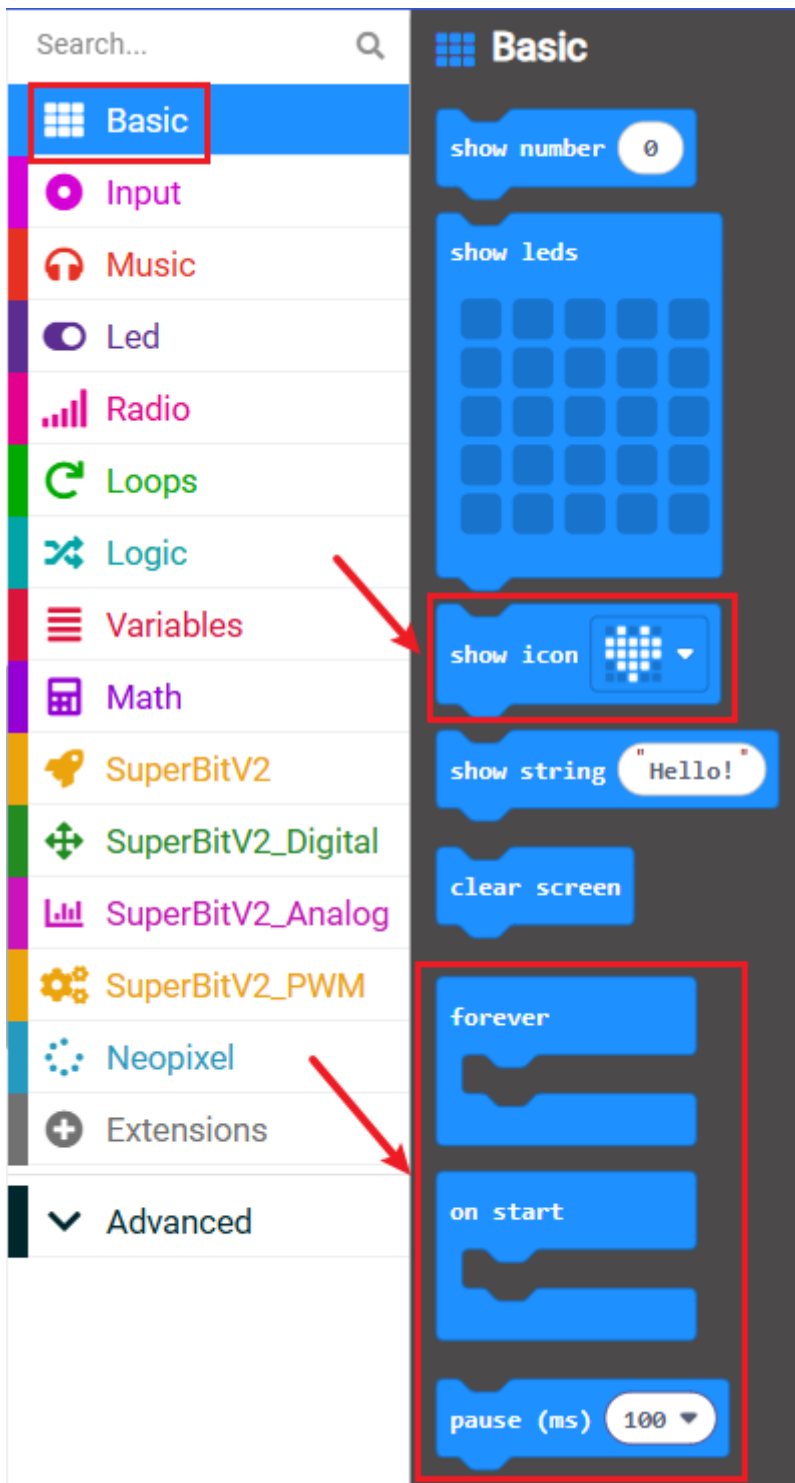 Search...
Basic
Input
Music
Led
Radio
Loops
Logic
Variables
Math
SuperBitV2
SuperBitV2_Digital
SuperBitV2_Analog
SuperBitV2_PWM
Neopixel
Extensions
Advanced
Basic
show number 0
show leds
show icon
show string "Hello!"
clear screen
forever
on start
pause (ms) 100